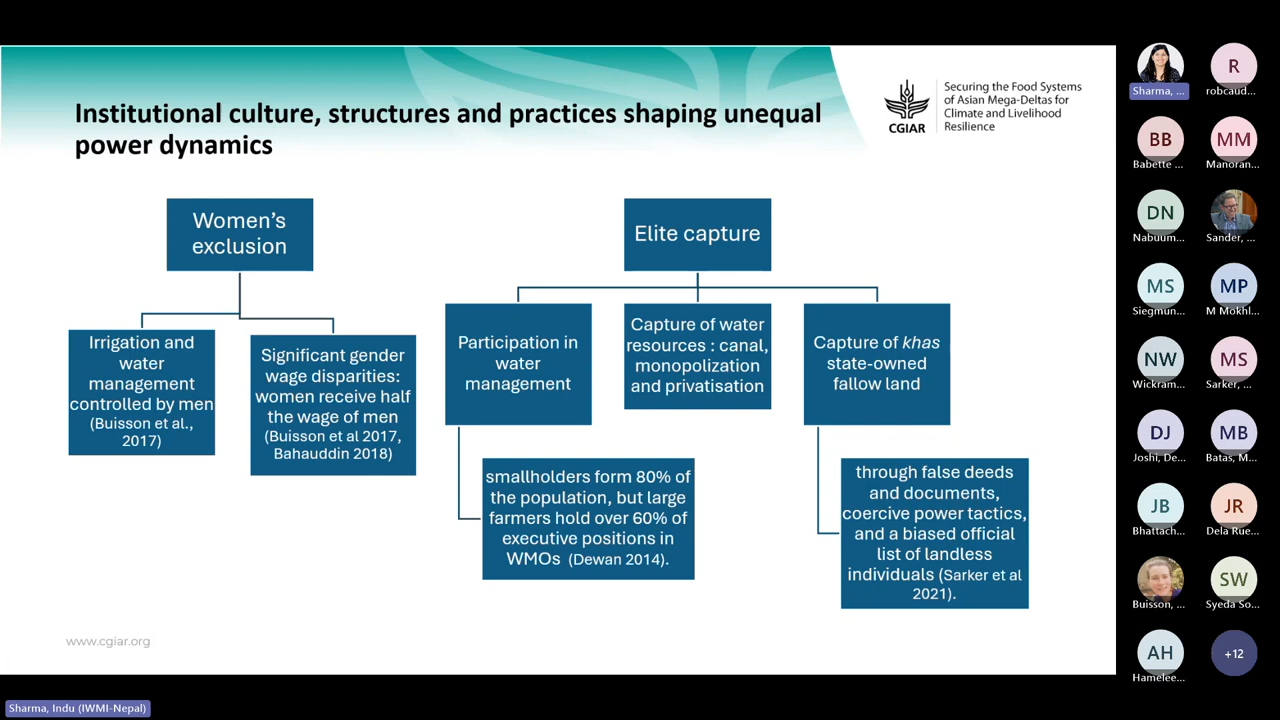 Institutional culture, structures and practices shaping unequal
power dynamics
CGIAR
Securing the Food Systems
of Asian Mega-Deltas for
Climate and Livelihood
Resilience
Women’s
exclusion
Irrigation and
water
management
controlled by men
(Buisson et al.,
2017)
Significant gender
wage disparities:
women receive half
the wage of men
(Buisson et al 2017,
Bahauddin 2018)
Elite capture
Participation in
water
management
smallholders form 80% of
the population, but large
farmers hold over 60% of
executive positions in
WMOs (Dewan 2014).
Capture of water
resources : canal,
monopolization
and privatisation
Capture of khas
state-owned
fallow land
through false deeds
and documents,
coercive power tactics,
and a biased official
list of landless
individuals (Sarker et al
2021).
www.cgiar.org
Sharma, Indu (IWMI-Nepal)
Sharma, ...
R
robcaud...
BB
Babette ...
MM
Manoran...
DN
Nabuum...
Sander, ...
MS
Siegmun...
MP
M Mokhl...
NW
Wickram...
MS
Sarker, ...
DJ
Joshi, De...
MB
Batas, M...
JB
Bhattach...
JR
Dela Rue...
Buisson, ...
SW
Syeda So...
AH
Hamelee...
+12